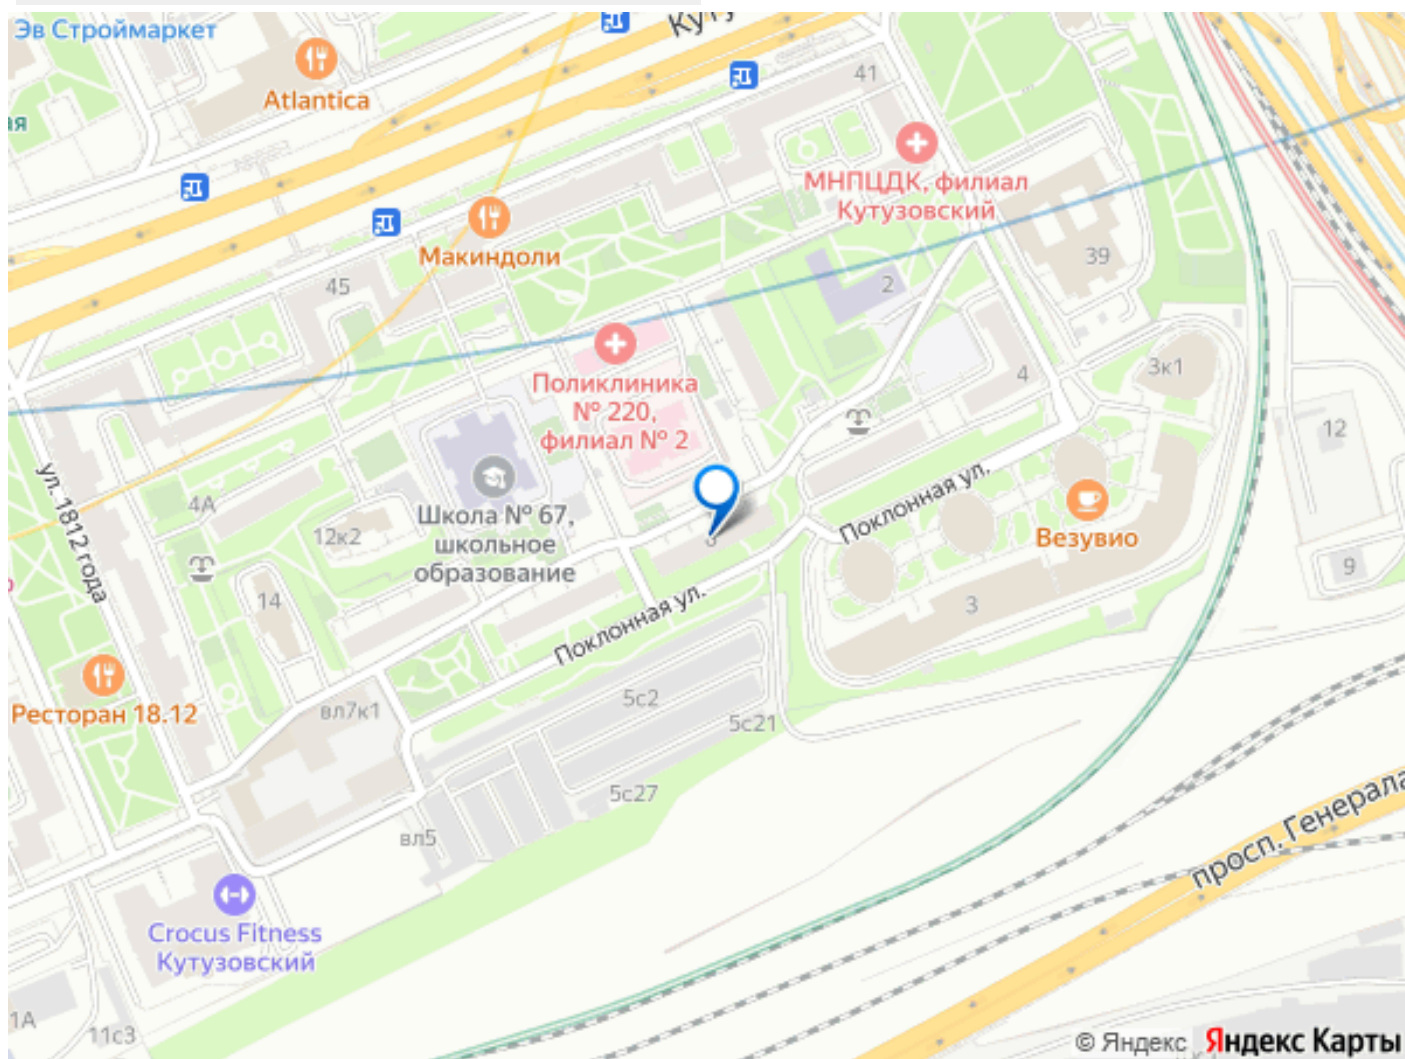 Эв Строймаркет
Atlantica
ая
41
МНПЦДК, филиал
Кутузовский
Макиндоли
45
39
2
Поликлиника
№ 220,
филиал № 2
4
3к1
12
ул. 1812 года
4А
12к2
Школа № 67,
школьное
образование
Поклонная ул.
Везувио
9
14
3
Поклонная ул.
Ресторан 18.12
вл7к1
5с2
5с21
5с27
вл5
просп. Генерала
Crocus Fitness
Кутузовский
1А
11с3
© Яндекс Яндекс Карты